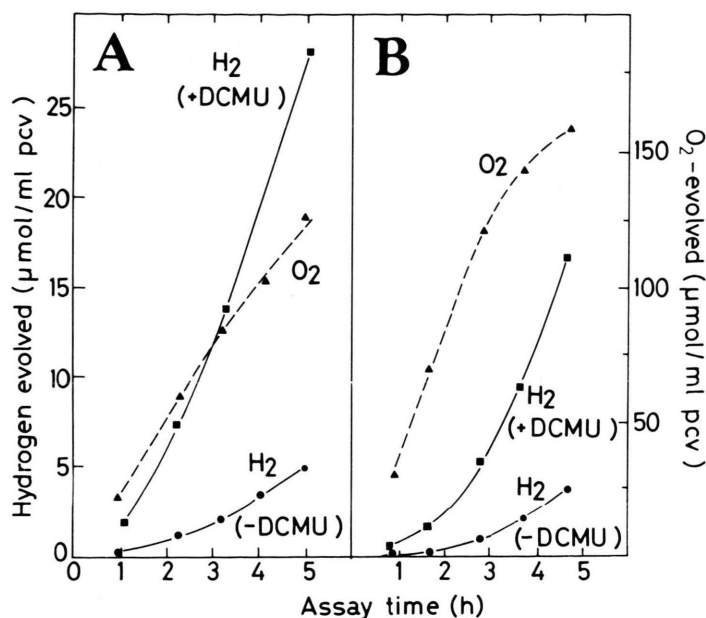 A
B
H2
(+DCMU)
O2
H2
(-DCMU)
O2
H2
(+DCMU)
H2
(-DCMU)
Hydrogen evolved (μmol/ml pcv)
25
20
15
10
5
0
O2-evolved (μmol/ml pcv)
150
100
50
0 1 2 3 4 5 1 2 3 4 5
Assay time (h)